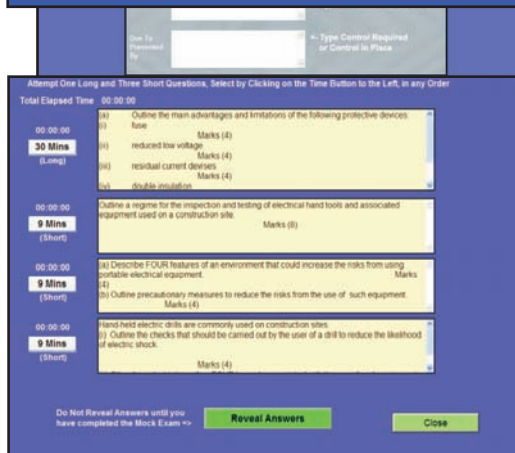 Due To
Prevented
By
<- Type Control Required
or Control in Place
Attempt One Long and Three Short Questions, Select by Clicking on the Time Button to the Left, in any Order
Total Elapsed Time 00:00:00
00:00:00
30 Mins
(Long)
(a) Outline the main advantages and limitations of the following protective devices:
(i) fuse
Marks (4)
(ii) reduced low voltage
Marks (4)
(iii) residual current devises
Marks (4)
(iv) double insulation
00:00:00
9 Mins
(Short)
Outline a regime for the inspection and testing of electrical hand tools and associated
equipment used on a construction site.
Marks (8)
00:00:00
9 Mins
(Short)
(a) Describe FOUR features of an environment that could increase the risks from using
portable electrical equipment. Marks
(4)
(b) Outline precautionary measures to reduce the risks from the use of such equipment.
Marks (4)
00:00:00
9 Mins
(Short)
Hand-held electric drills are commonly used on construction sites.
(i) Outline the checks that should be carried out by the user of a drill to reduce the likelihood
of electric shock.
Marks (4)
Do Not Reveal Answers until you
have completed the Mock Exam =>
Reveal Answers
Close